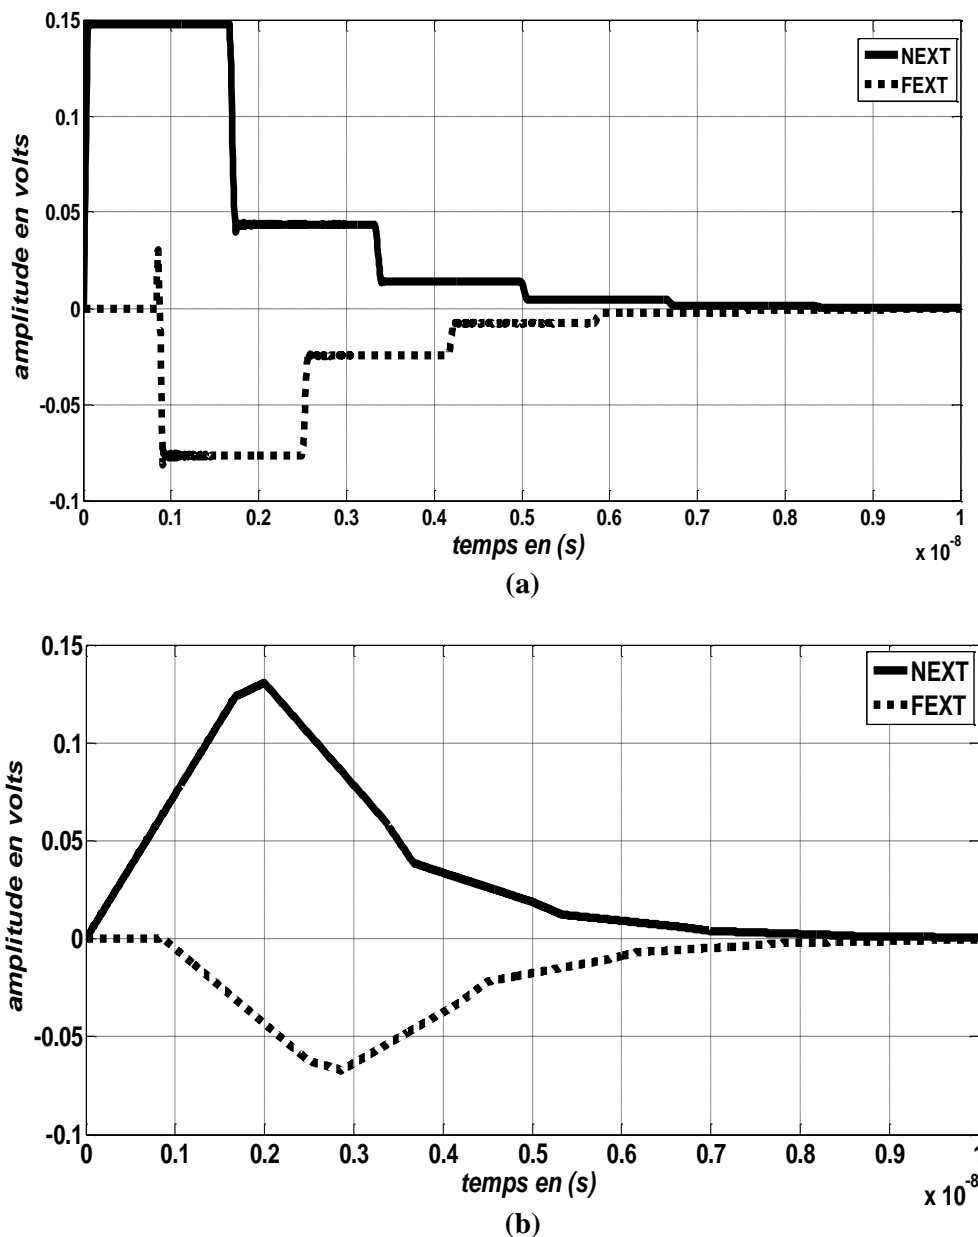 0.15
NEXT
FEXT
0.1
0.05
0
-0.05
-0.1
amplitude en volts
0 0.1 0.2 0.3 0.4 0.5 0.6 0.7 0.8 0.9 1
temps en (s)
x 10-8
(a)
0.15
NEXT
FEXT
0.1
0.05
0
-0.05
-0.1
amplitude en volts
0 0.1 0.2 0.3 0.4 0.5 0.6 0.7 0.8 0.9
temps en (s)
x 10-8
(b)